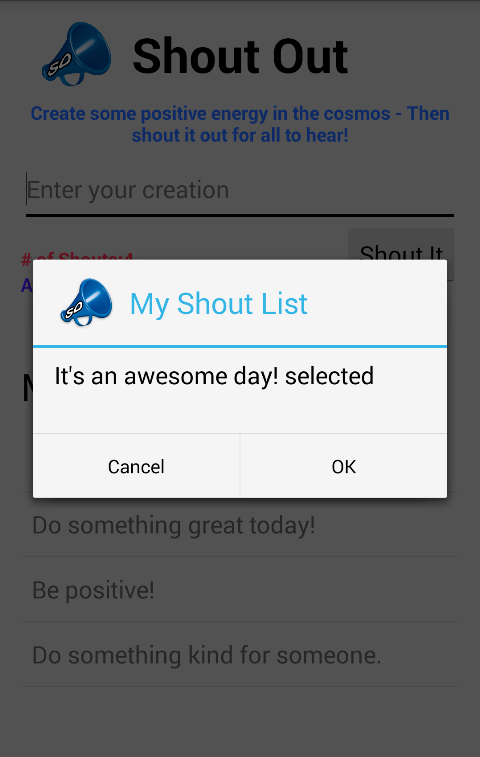 SO Shout Out
Create some positive energy in the cosmos - Then
shout it out for all to hear!
Enter your creation
# of Shouts:4
Shout It
SO My Shout List
It's an awesome day! selected
Cancel OK
Do something great today!
Be positive!
Do something kind for someone.